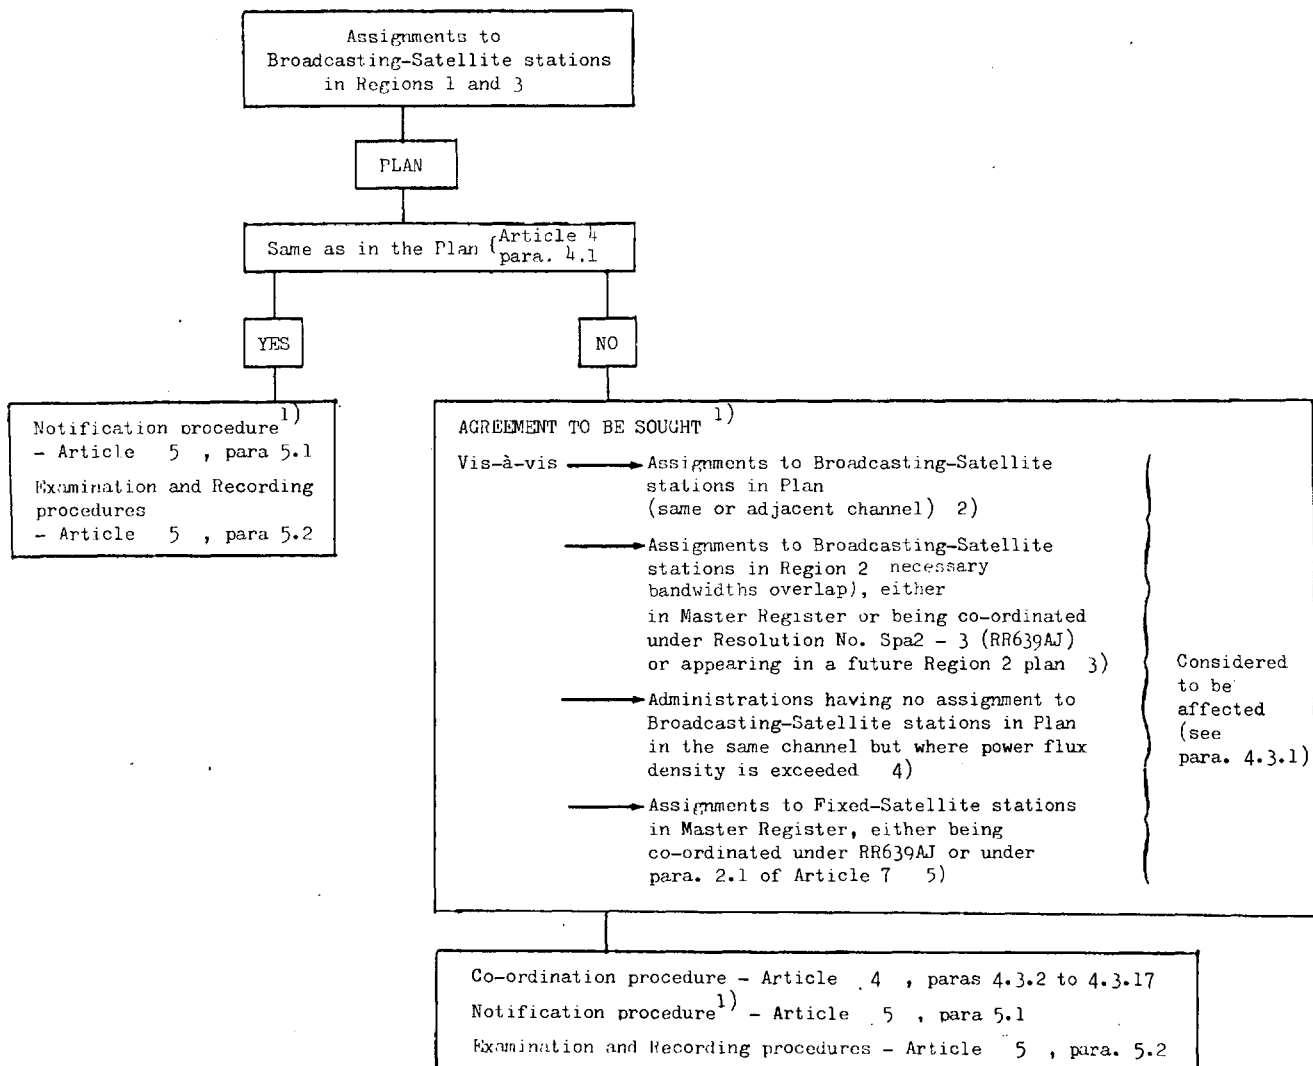 Assignments to
Broadcasting-Satellite stations
in Regions 1 and 3
PLAN
Same as in the Plan {Article 4
para. 4.1
YES
NO
Notification procedure 1)
- Article 5 , para 5.1
Examination and Recording
procedures
- Article 5 , para 5.2
AGREEMENT TO BE SOUGHT 1)
Vis-à-vis Assignments to Broadcasting-Satellite
stations in Plan
(same or adjacent channel) 2)
Assignments to Broadcasting-Satellite
stations in Region 2 necessary
bandwidths overlap), either
in Master Register or being co-ordinated
under Resolution No. Spa2 - 3 (RR639AJ)
or appearing in a future Region 2 plan 3)
Administrations having no assignment to
Broadcasting-Satellite stations in Plan
in the same channel but where power flux
density is exceeded 4)
Assignments to Fixed-Satellite stations
in Master Register, either being
co-ordinated under RR639AJ or under
para. 2.1 of Article 7 5)
Considered
to be
affected
(see
para. 4.3.1)
Co-ordination procedure - Article 4 , paras 4.3.2 to 4.3.17
Notification procedure 1) - Article 5 , para 5.1
Examination and Recording procedures - Article 5 , para. 5.2